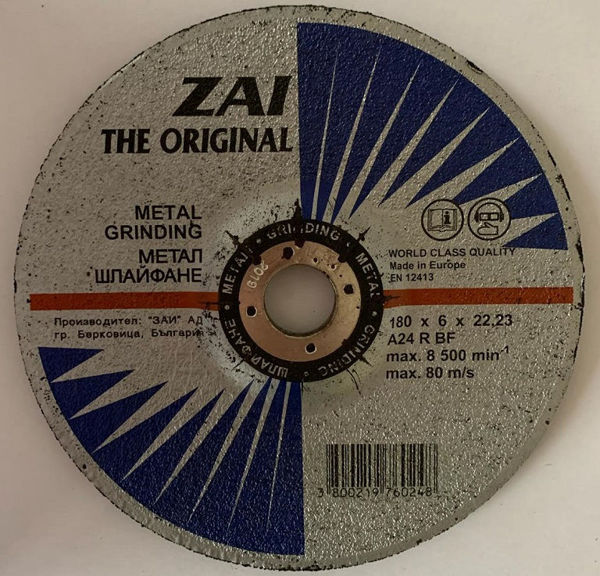 ZAI
THE ORIGINAL
METAL
GRINDING
МЕТАЛ
ШЛАЙФАНЕ
WORLD CLASS QUALITY
Made in Europe
EN 12413
Производител: "ЗАИ" АД
гр. Берковица, България
180 x 6 x 22,23
A24 R BF
max. 8 500 min⁻¹
max. 80 m/s
METAL • GRINDING • METAL • GRINDING • ШЛАЙФАНЕ •
3 800219 760248